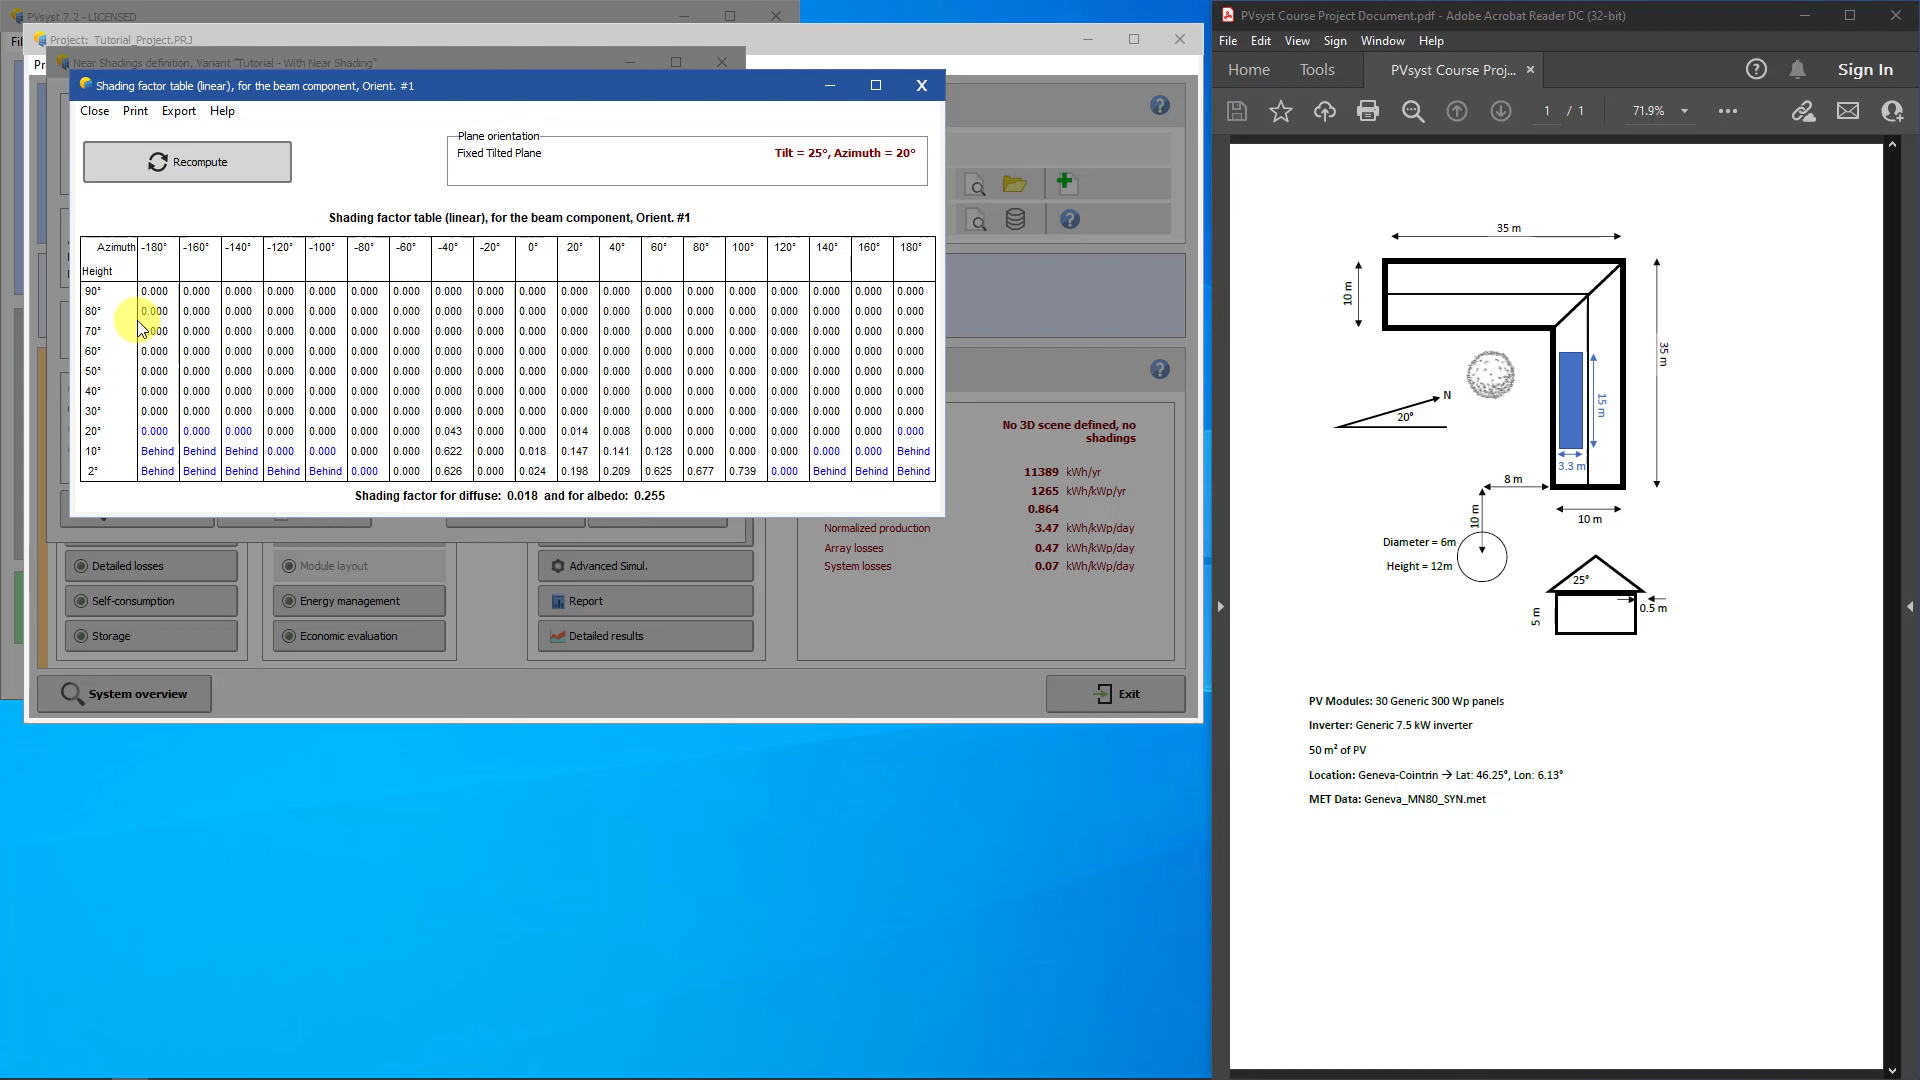 PVsyst 7.2 - LICENSED
Fil
Project: Tutorial_Project.PRJ
Pr
Near Shadings definition, Variant "Tutorial - With Near Shading"
Shading factor table (linear), for the beam component, Orient. #1
Close Print Export Help
Recompute
Plane orientation
Fixed Tilted Plane Tilt = 25°, Azimuth = 20°
Shading factor table (linear), for the beam component, Orient. #1
Azimuth -180° -160° -140° -120° -100° -80° -60° -40° -20° 0° 20° 40° 60° 80° 100° 120° 140° 160° 180°
Height
90° 0.000 0.000 0.000 0.000 0.000 0.000 0.000 0.000 0.000 0.000 0.000 0.000 0.000 0.000 0.000 0.000 0.000 0.000 0.000
80° 0.000 0.000 0.000 0.000 0.000 0.000 0.000 0.000 0.000 0.000 0.000 0.000 0.000 0.000 0.000 0.000 0.000 0.000 0.000
70° 0.000 0.000 0.000 0.000 0.000 0.000 0.000 0.000 0.000 0.000 0.000 0.000 0.000 0.000 0.000 0.000 0.000 0.000 0.000
60° 0.000 0.000 0.000 0.000 0.000 0.000 0.000 0.000 0.000 0.000 0.000 0.000 0.000 0.000 0.000 0.000 0.000 0.000 0.000
50° 0.000 0.000 0.000 0.000 0.000 0.000 0.000 0.000 0.000 0.000 0.000 0.000 0.000 0.000 0.000 0.000 0.000 0.000 0.000
40° 0.000 0.000 0.000 0.000 0.000 0.000 0.000 0.000 0.000 0.000 0.000 0.000 0.000 0.000 0.000 0.000 0.000 0.000 0.000
30° 0.000 0.000 0.000 0.000 0.000 0.000 0.000 0.000 0.000 0.000 0.000 0.000 0.000 0.000 0.000 0.000 0.000 0.000 0.000
20° 0.000 0.000 0.000 0.000 0.000 0.000 0.000 0.043 0.000 0.000 0.014 0.008 0.000 0.000 0.000 0.000 0.000 0.000 0.000
10° Behind Behind Behind 0.000 0.000 0.000 0.000 0.622 0.000 0.018 0.147 0.141 0.128 0.000 0.000 0.000 0.000 0.000 Behind
2° Behind Behind Behind Behind Behind 0.000 0.000 0.626 0.000 0.024 0.198 0.209 0.625 0.677 0.739 0.000 Behind Behind Behind
Shading factor for diffuse: 0.018 and for albedo: 0.255
No 3D scene defined, no
shadings
11389 kWh/yr
1265 kWh/kWp/yr
0.864
Normalized production 3.47 kWh/kWp/day
Array losses 0.47 kWh/kWp/day
System losses 0.07 kWh/kWp/day
Detailed losses
Self-consumption
Storage
Module layout
Energy management
Economic evaluation
Advanced Simul.
Report
Detailed results
System overview
Exit
PVsyst Course Project Document.pdf - Adobe Acrobat Reader DC (32-bit)
File Edit View Sign Window Help
Home Tools PVsyst Course Proj... Sign In
1 / 1 71.9%
35 m
10 m
35 m
N
20°
15 m
3.3 m
8 m
10 m
10 m
Diameter = 6m
Height = 12m
25°
5 m
0.5 m
PV Modules: 30 Generic 300 Wp panels
Inverter: Generic 7.5 kW inverter
50 m² of PV
Location: Geneva-Cointrin → Lat: 46.25°, Lon: 6.13°
MET Data: Geneva_MN80_SYN.met